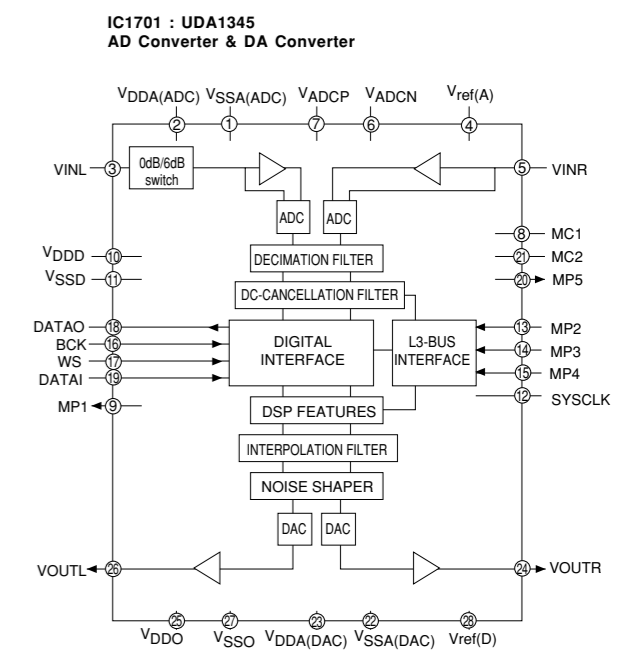 IC1701 : UDA1345
AD Converter & DA Converter
VDDA(ADC) VSSA(ADC) VADCP VADCN Vref(A)
2 1 7 6 4
VINL 3 0dB/6dB switch 5 VINR
ADC ADC
8 MC1
VDDD 10 DECIMATION FILTER 21 MC2
VSSD 11 20 MP5
DC-CANCELLATION FILTER
DATAO 18 13 MP2
BCK 16 DIGITAL INTERFACE L3-BUS INTERFACE 14 MP3
WS 17
DATAI 19 15 MP4
12 SYSCLK
MP1 9 DSP FEATURES
INTERPOLATION FILTER
NOISE SHAPER
DAC DAC
VOUTL 26 24 VOUTR
25 27 23 22 28
VDDO VSSO VDDA(DAC) VSSA(DAC) Vref(D)